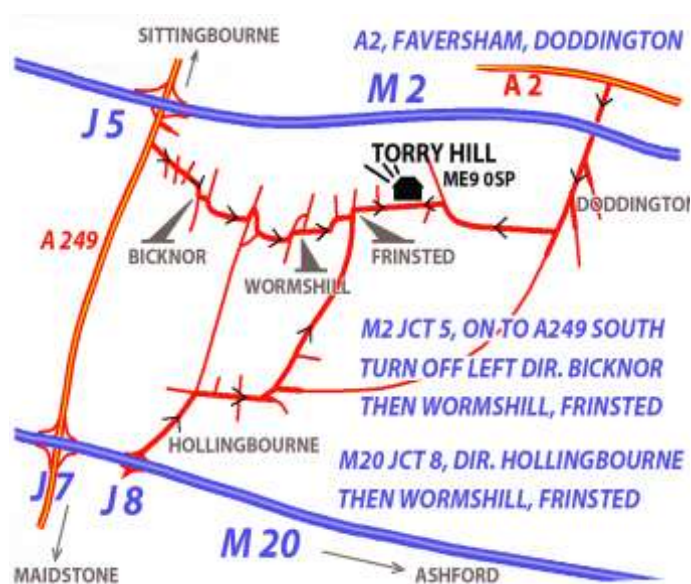 SITTINGBOURNE
A2, FAVERSHAM, DODDINGTON
M 2
A 2
J 5
TORRY HILL
ME9 0SP
DODDINGTON
A 249
BICKNOR
FRINSTED
WORMSHILL
M2 JCT 5, ON TO A249 SOUTH
TURN OFF LEFT DIR. BICKNOR
THEN WORMSHILL, FRINSTED
HOLLINGBOURNE
M20 JCT 8, DIR. HOLLINGBOURNE
THEN WORMSHILL, FRINSTED
J 7
J 8
M 20
MAIDSTONE
ASHFORD